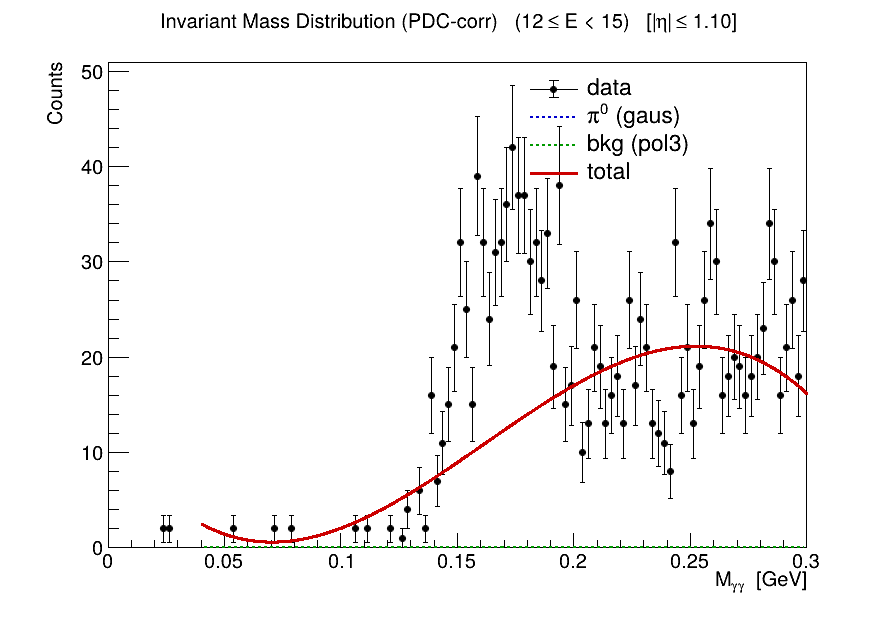 Invariant Mass Distribution (PDC-corr) (12 ≤ E < 15) [|η| ≤ 1.10]
Counts
50
40
30
20
10
0
data
π⁰ (gaus)
bkg (pol3)
total
0 0.05 0.1 0.15 0.2 0.25 0.3
M_γγ [GeV]